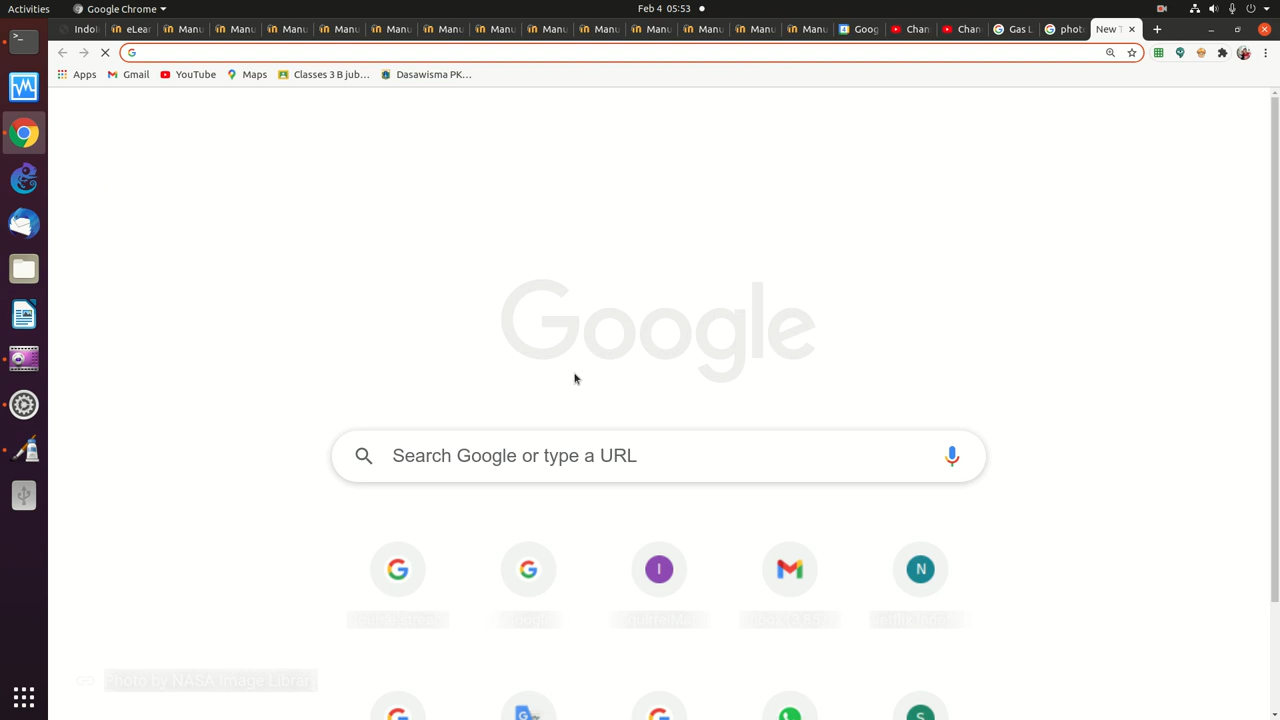 Activities Google Chrome Feb 4 05:53
Indo eLear Manu Manu Manu Manu Manu Manu Manu Manu Manu Manu Manu Manu Manu Goog Chan Chan Gas L photo New T
Apps Gmail YouTube Maps Classes 3 B jub... Dasawisma PK...
Google
Search Google or type a URL
I N
Photo by NASA Image Librar
S